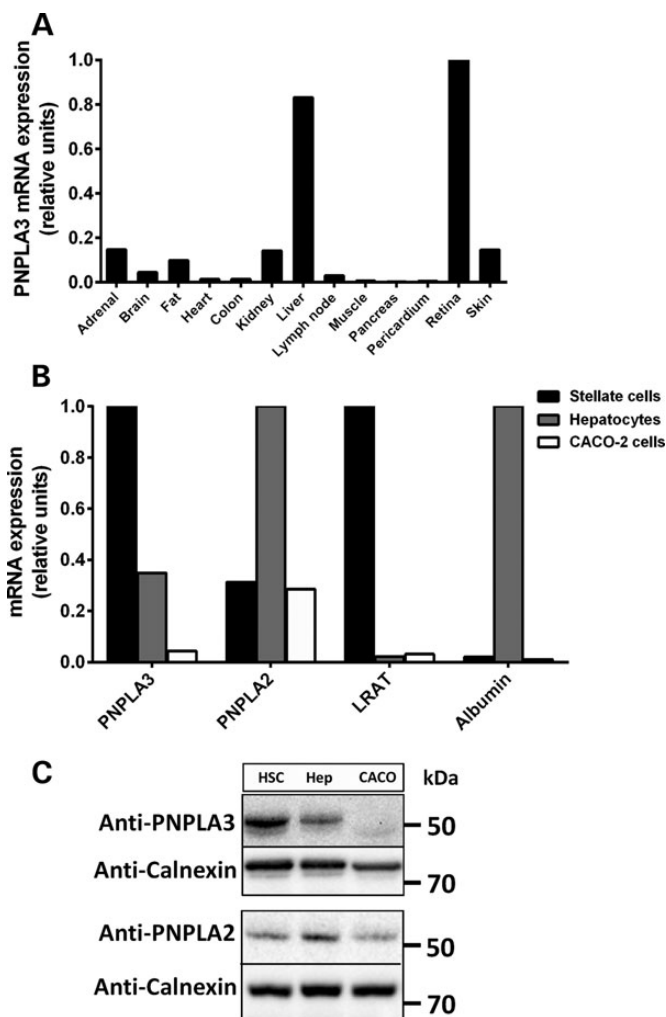 A
PNPLA3 mRNA expression
(relative units)
1.0
0.8
0.6
0.4
0.2
0.0
Adrenal
Brain
Fat
Heart
Colon
Kidney
Liver
Lymph node
Muscle
Pancreas
Pericardium
Retina
Skin
B
mRNA expression
(relative units)
1.0
0.8
0.6
0.4
0.2
0.0
Stellate cells
Hepatocytes
CACO-2 cells
PNPLA3
PNPLA2
LRAT
Albumin
C
HSC Hep CACO kDa
Anti-PNPLA3 50
Anti-Calnexin 70
Anti-PNPLA2 50
Anti-Calnexin 70